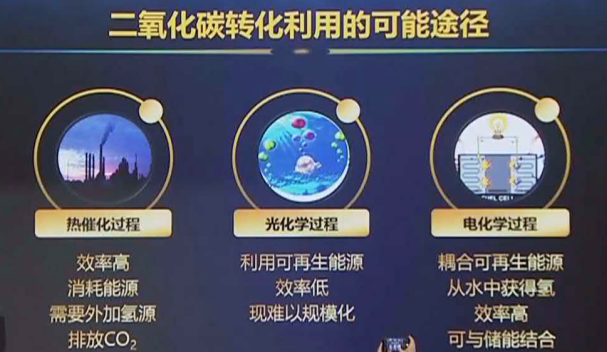 二氧化碳转化利用的可能途径
热催化过程
效率高
消耗能源
需要外加氢源
排放CO₂
光化学过程
利用可再生能源
效率低
现难以规模化
FUEL CELL
电化学过程
耦合可再生能源
从水中获得氢
效率高
可与储能结合